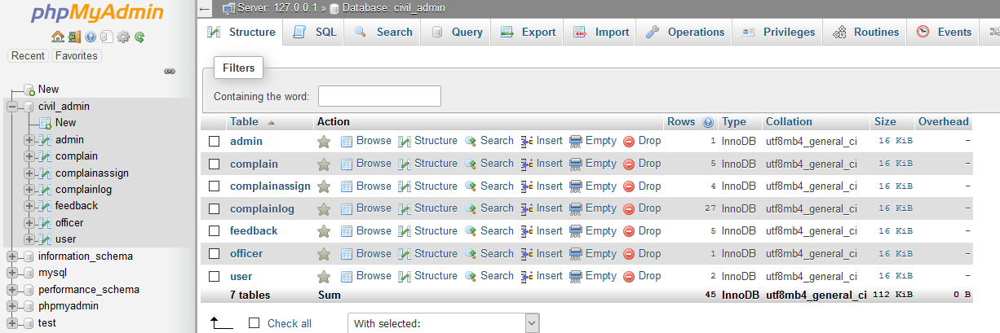 phpMyAdmin
Recent Favorites
New
civil_admin
New
admin
complain
complainassign
complainlog
feedback
officer
user
information_schema
mysql
performance_schema
phpmyadmin
test
Server: 127.0.0.1 » Database: civil_admin
Structure SQL Search Query Export Import Operations Privileges Routines Events
Filters
Containing the word:
Table Action Rows Type Collation Size Overhead
admin Browse Structure Search Insert Empty Drop 1 InnoDB utf8mb4_general_ci 16 KiB -
complain Browse Structure Search Insert Empty Drop 5 InnoDB utf8mb4_general_ci 16 KiB -
complainassign Browse Structure Search Insert Empty Drop 4 InnoDB utf8mb4_general_ci 16 KiB -
complainlog Browse Structure Search Insert Empty Drop 27 InnoDB utf8mb4_general_ci 16 KiB -
feedback Browse Structure Search Insert Empty Drop 5 InnoDB utf8mb4_general_ci 16 KiB -
officer Browse Structure Search Insert Empty Drop 1 InnoDB utf8mb4_general_ci 16 KiB -
user Browse Structure Search Insert Empty Drop 2 InnoDB utf8mb4_general_ci 16 KiB -
7 tables Sum 45 InnoDB utf8mb4_general_ci 112 KiB 0 B
Check all With selected: